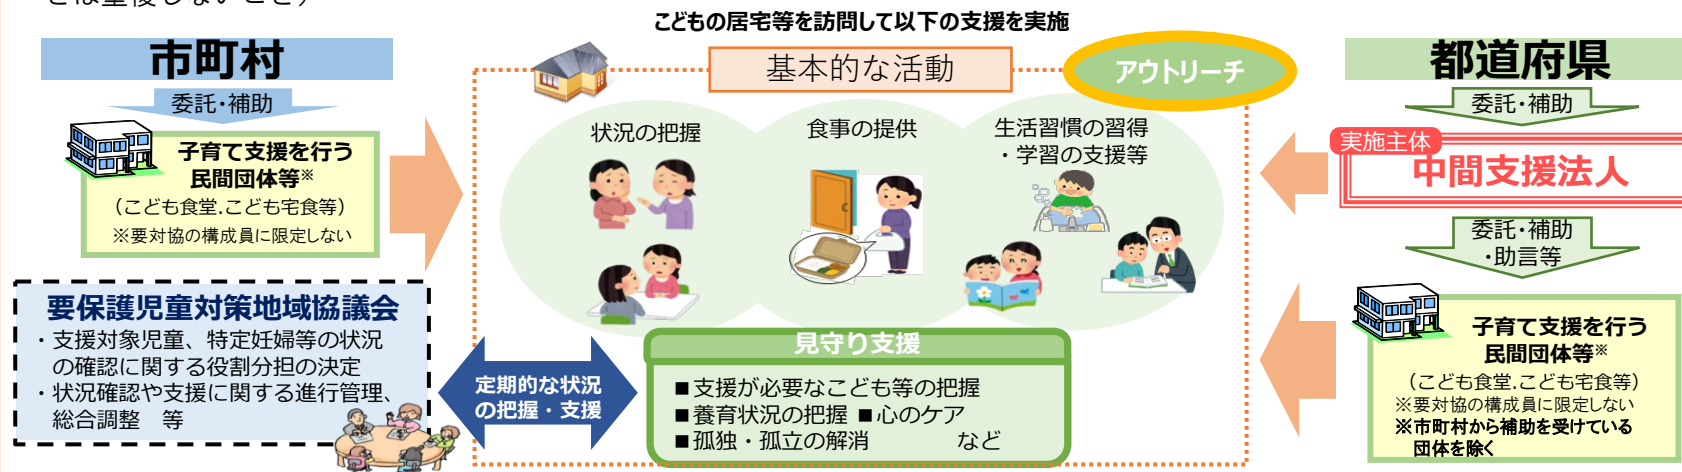 とは重複しないこと）
こどもの居宅等を訪問して以下の支援を実施
市町村
委託・補助
子育て支援を行う
民間団体等※
（こども食堂.こども宅食等）
※要対協の構成員に限定しない
要保護児童対策地域協議会
・支援対象児童、特定妊婦等の状況
の確認に関する役割分担の決定
・状況確認や支援に関する進行管理、
総合調整　等
定期的な状況
の把握・支援
基本的な活動
アウトリーチ
状況の把握
食事の提供
生活習慣の習得
・学習の支援等
見守り支援
■支援が必要なこども等の把握
■養育状況の把握 ■心のケア
■孤独・孤立の解消　　　　など
都道府県
委託・補助
実施主体
中間支援法人
委託・補助
・助言等
子育て支援を行う
民間団体等※
（こども食堂.こども宅食等）
※要対協の構成員に限定しない
※市町村から補助を受けている
団体を除く